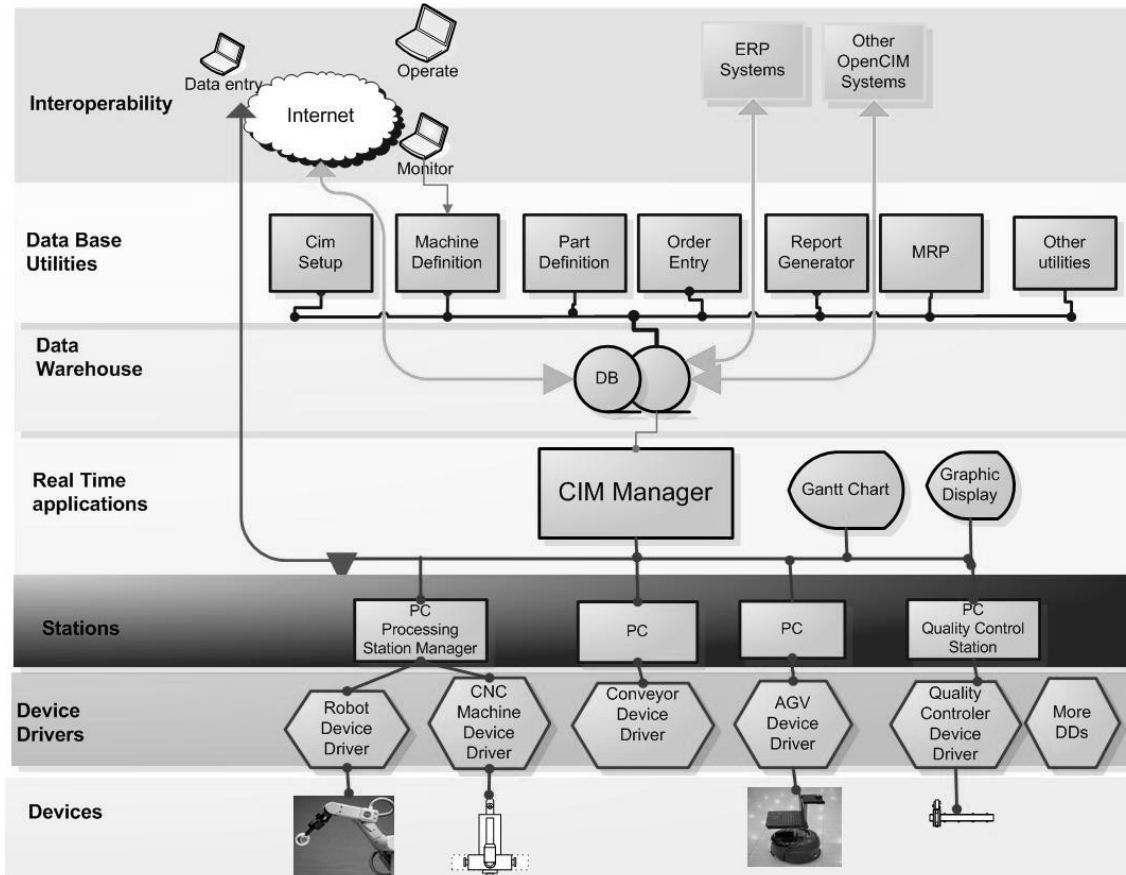 Interoperability
Data entry
Operate
Internet
Monitor
ERP
Systems
Other
OpenCIM
Systems
Data Base
Utilities
Cim
Setup
Machine
Definition
Part
Definition
Order
Entry
Report
Generator
MRP
Other
utilities
Data
Warehouse
DB
Real Time
applications
CIM Manager
Gantt Chart
Graphic
Display
Stations
PC
Processing
Station Manager
PC
PC
PC
Quality Control
Station
Device
Drivers
Robot
Device
Driver
CNC
Machine
Device
Driver
Conveyor
Device
Driver
AGV
Device
Driver
Quality
Controler
Device
Driver
More
DDs
Devices